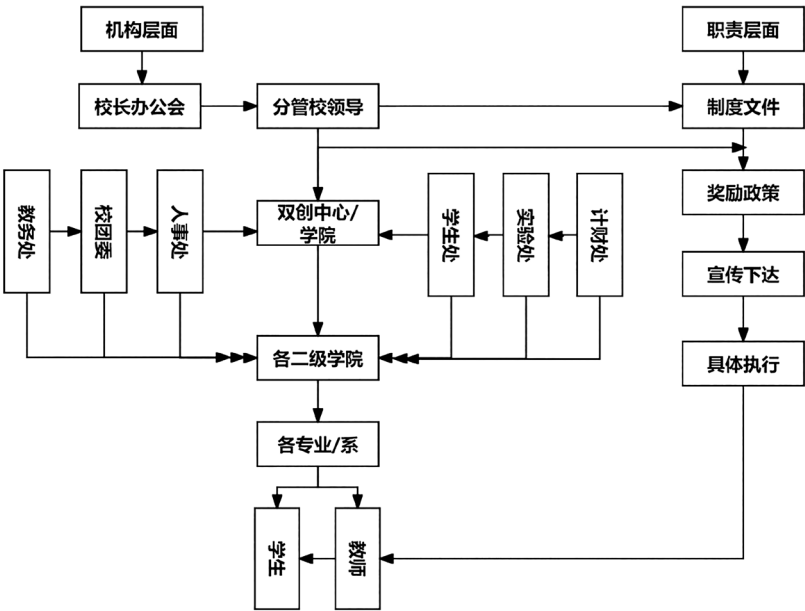 机构层面
职责层面
校长办公会
分管校领导
制度文件
教务处
校团委
人事处
双创中心/
学院
学生处
实验处
计财处
奖励政策
宣传下达
各二级学院
具体执行
各专业/系
学生
教师